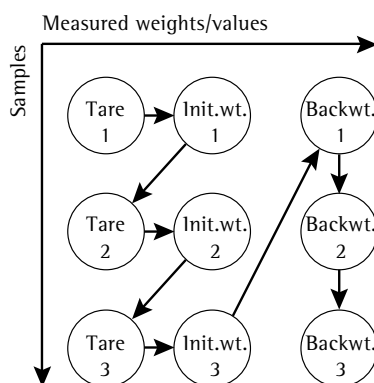 Measured weights/values
Samples
Tare
1
Init.wt.
1
Backwt.
1
Tare
2
Init.wt.
2
Backwt.
2
Tare
3
Init.wt.
3
Backwt.
3